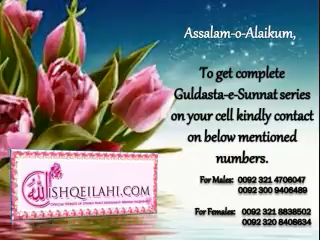 Assalam-o-Alaikum,
To get complete
Guldasta-e-Sunnat series
on your cell kindly contact
on below mentioned
numbers.
For Males: 0092 321 4706047
0092 300 9406489
For Females: 0092 321 8838502
0092 320 8408634
ISHQEILAHI.COM